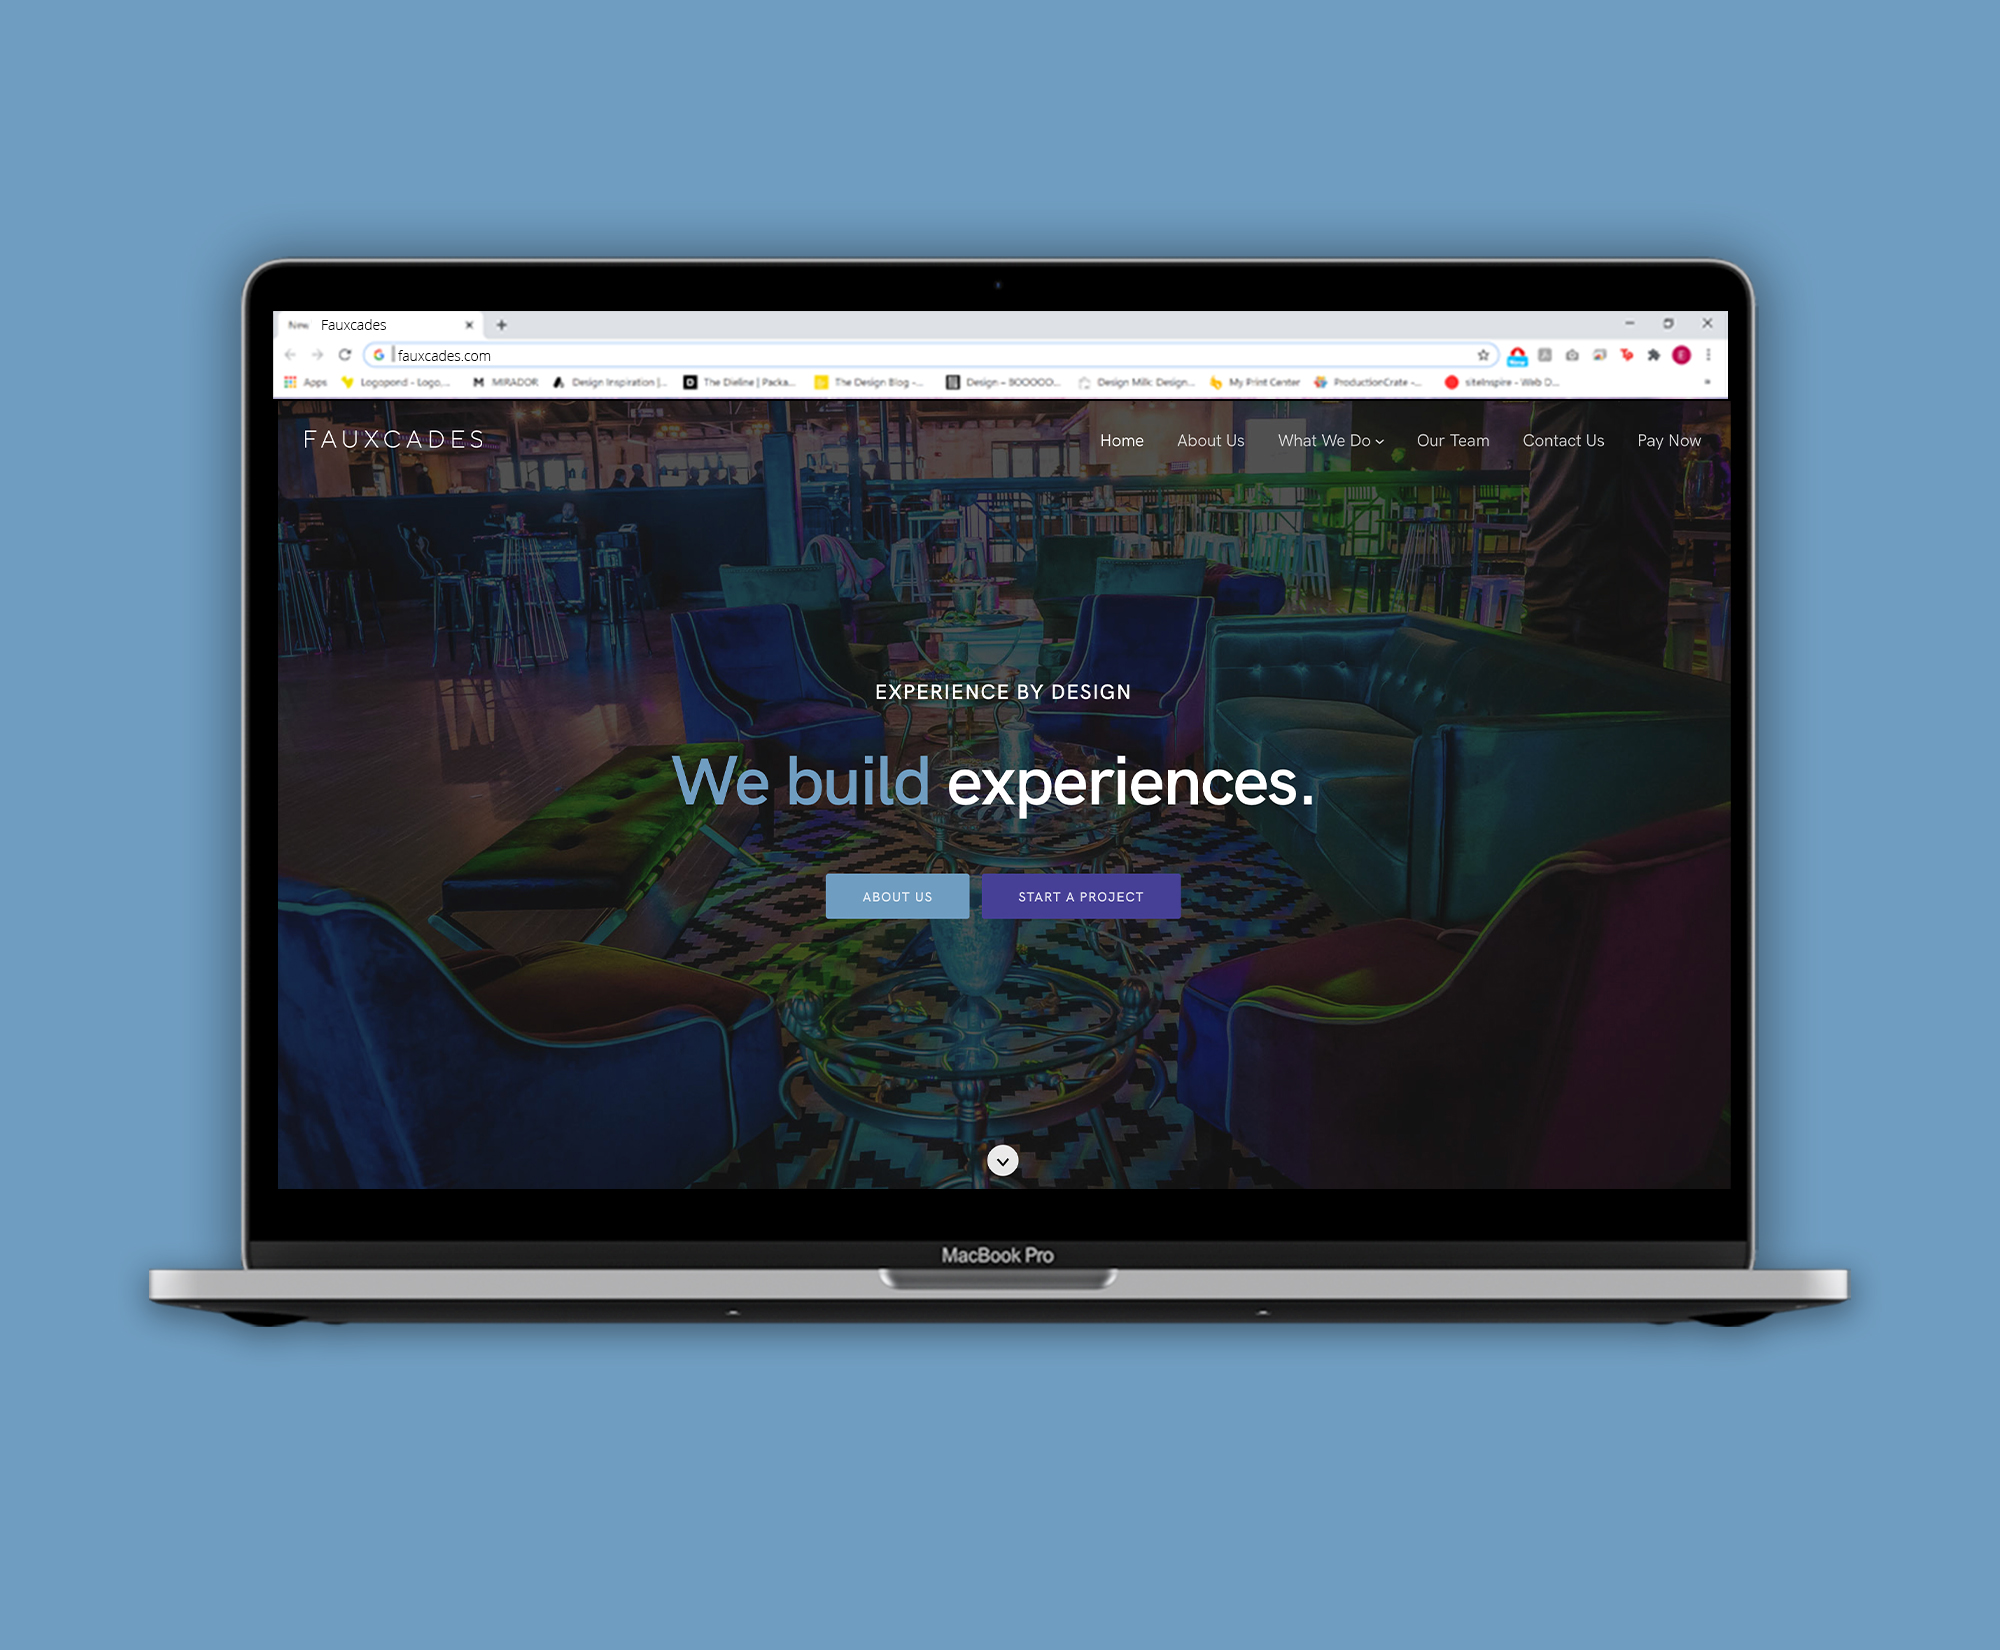 New Fauxcades
fauxcades.com
Apps Logopond - Logo,... MIRADOR Design Inspiration |... The Dieline | Packa... The Design Blog -... Design – BOOOOO... Design Milk: Design... My Print Center ProductionCrate -... siteInspire - Web D...
FAUXCADES
Home About Us What We Do Our Team Contact Us Pay Now
EXPERIENCE BY DESIGN
We build experiences.
ABOUT US START A PROJECT
MacBook Pro